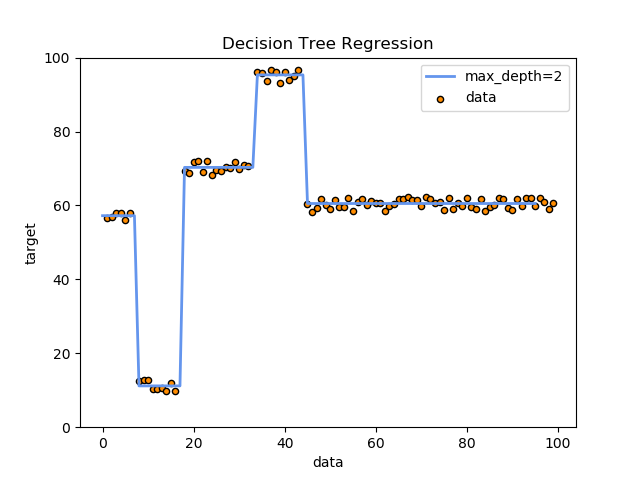 Decision Tree Regression
max_depth=2
data
100
80
60
40
20
0
target
0 20 40 60 80 100
data